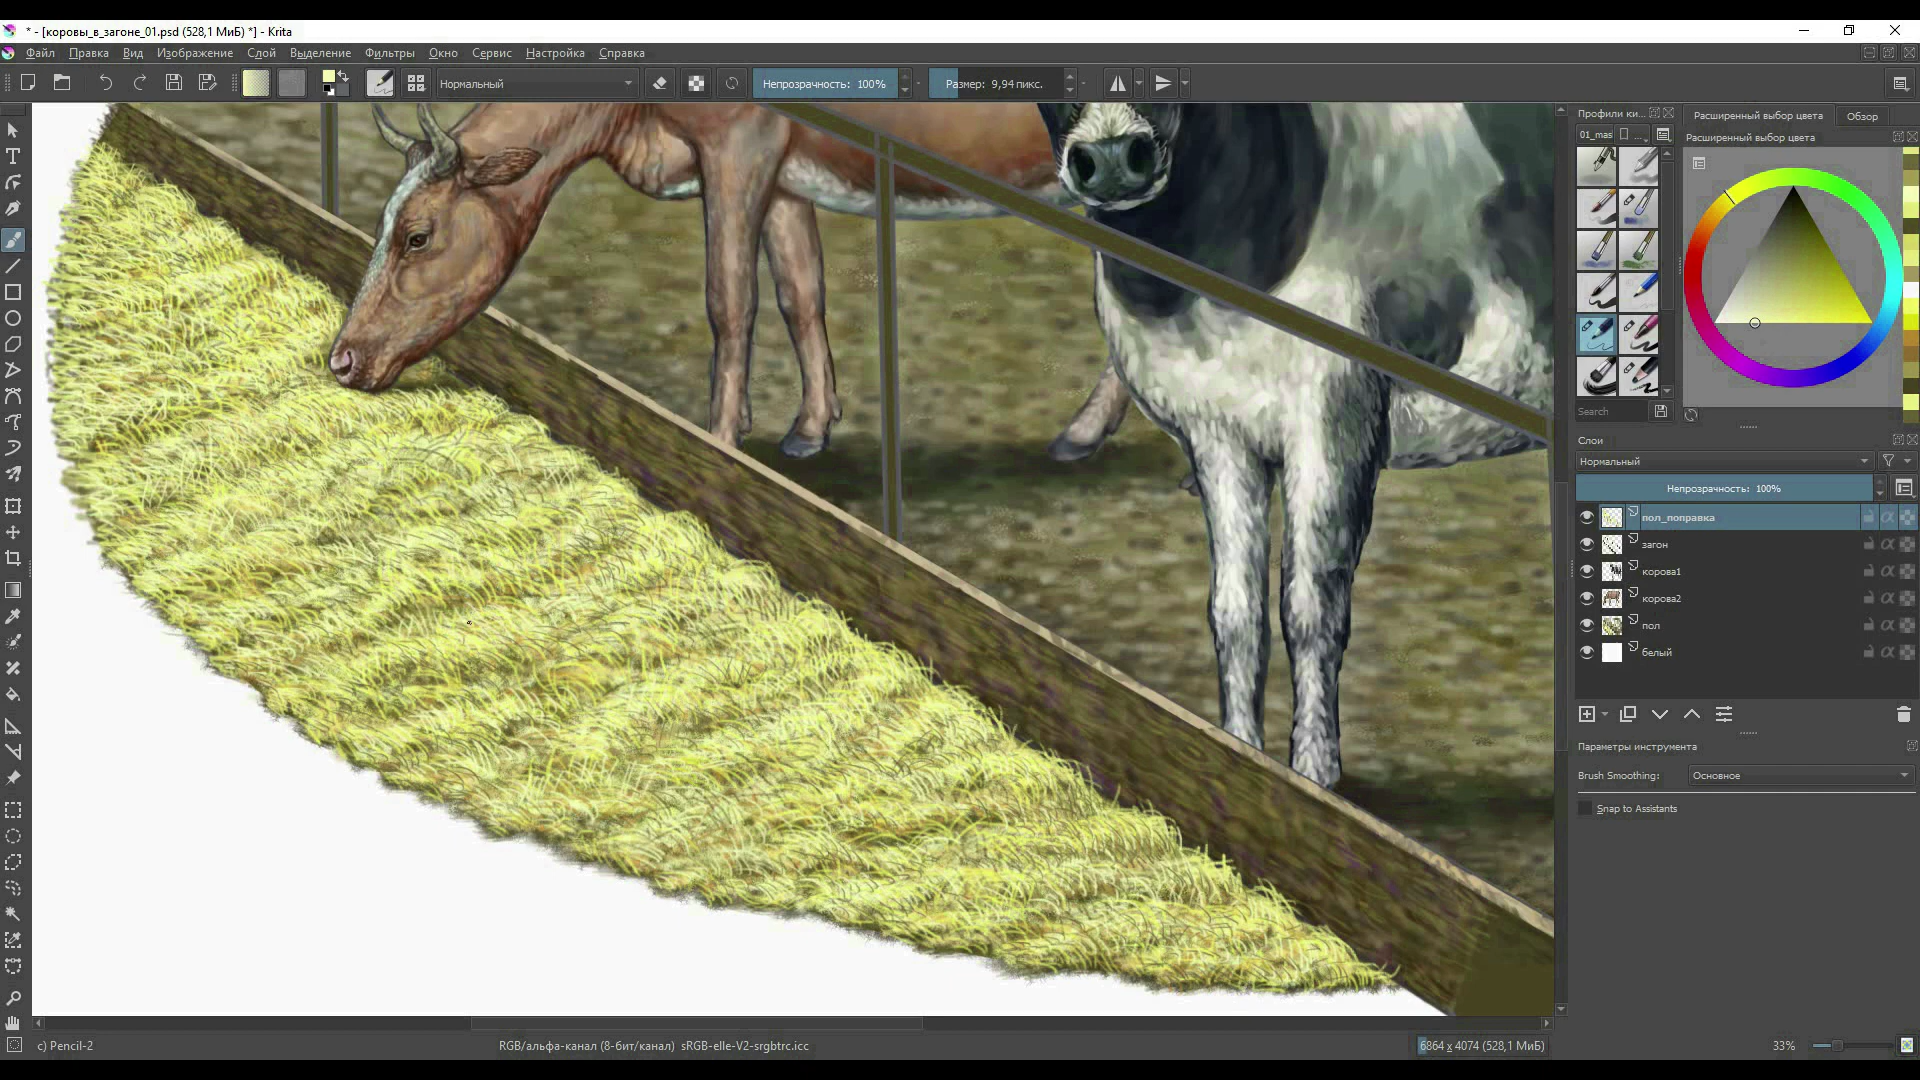 * - [коровы_в_загоне_01.psd (528,1 МиБ) *] - Krita
Файл Правка Вид Изображение Слой Выделение Фильтры Окно Сервис Настройка Справка
Нормальный
Непрозрачность: 100%
Размер: 9,94 пикс.
Профили ки...
01_mas
...
Search
Расширенный выбор цвета
Обзор
Расширенный выбор цвета
Слои
Нормальный
Непрозрачность: 100%
пол_поправка
загон
корова1
корова2
пол
белый
Параметры инструмента
Brush Smoothing: Основное
Snap to Assistants
c) Pencil-2
RGB/альфа-канал (8-бит/канал) sRGB-elle-V2-srgbtrc.icc
6864 x 4074 (528,1 МиБ)
33%